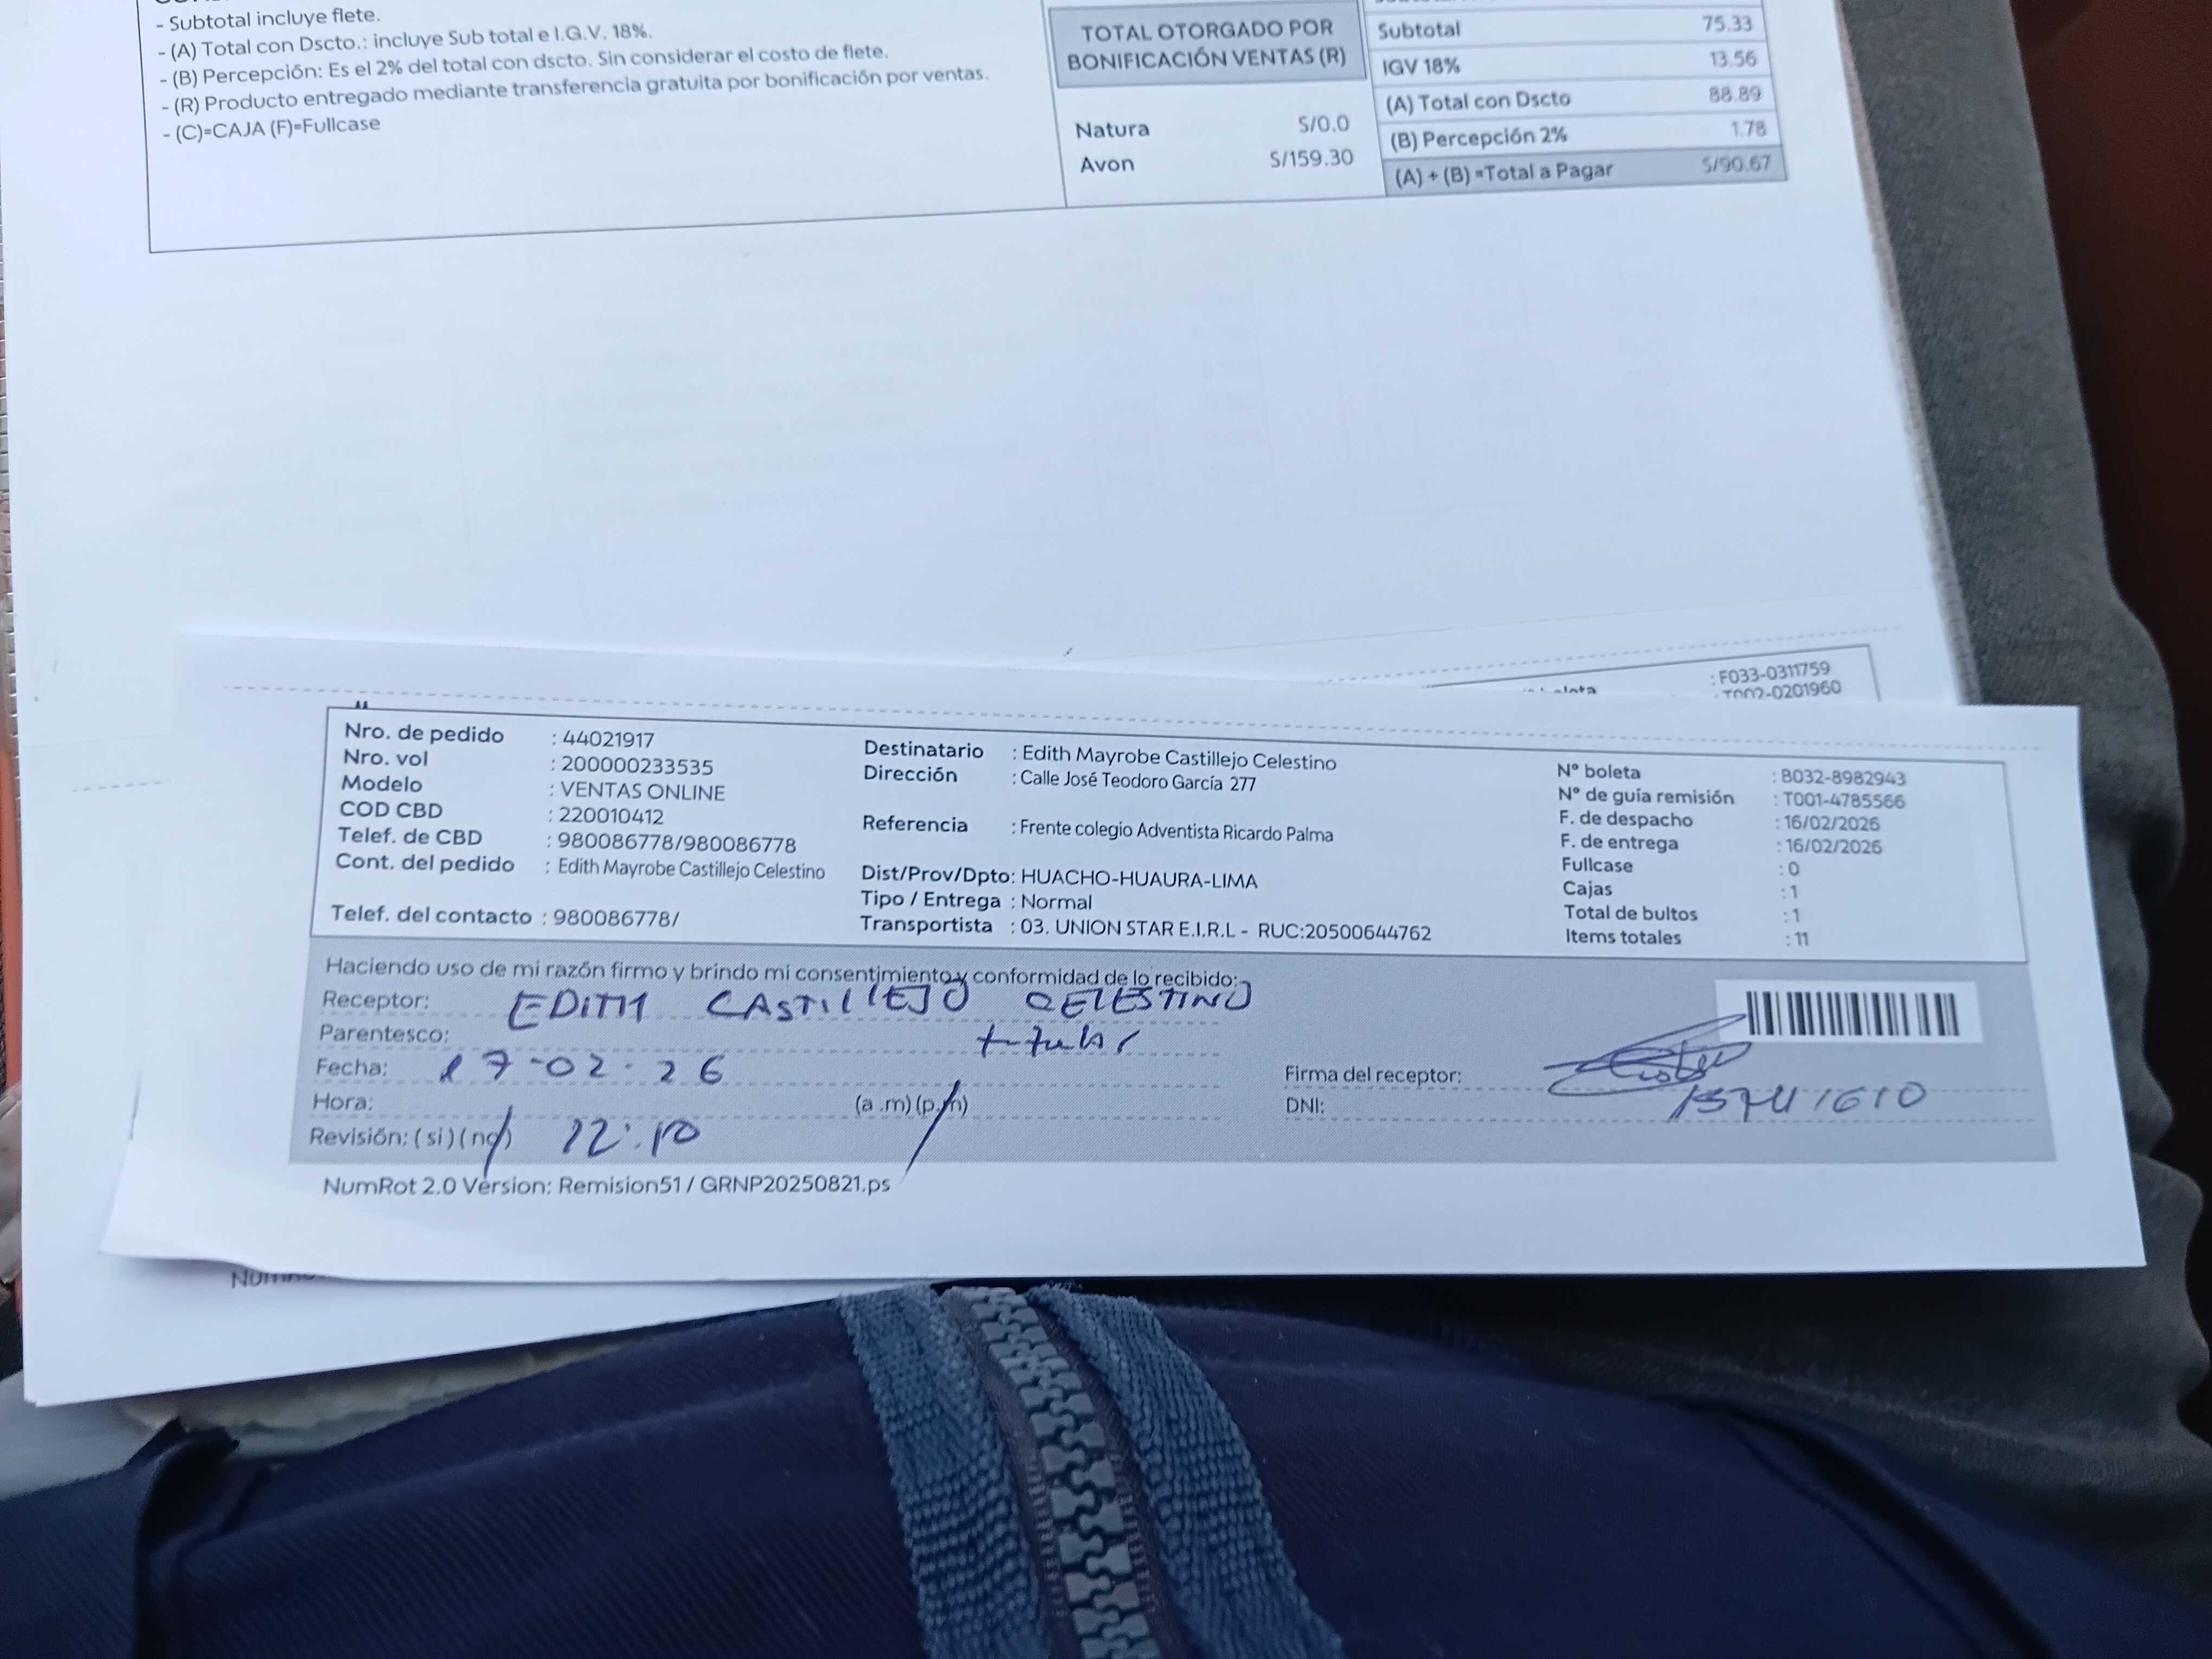 - Subtotal incluye flete.
- (A) Total con Dscto.: incluye Sub total e I.G.V. 18%.
- (B) Percepción: Es el 2% del total con dscto. Sin considerar el costo de flete.
- (R) Producto entregado mediante transferencia gratuita por bonificación por ventas.
- (C)=CAJA (F)=Fullcase
TOTAL OTORGADO POR
BONIFICACIÓN VENTAS (R)
Natura S/0.0
Avon S/159.30
Subtotal 75.33
IGV 18% 13.56
(A) Total con Dscto 88.89
(B) Percepción 2% 1.78
(A) + (B) =Total a Pagar S/90.67
: F033-0311759
: T002-0201960
Nro. de pedido : 44021917
Nro. vol : 200000233535
Modelo : VENTAS ONLINE
COD CBD : 220010412
Telef. de CBD : 980086778/980086778
Cont. del pedido : Edith Mayrobe Castillejo Celestino
Telef. del contacto : 980086778/
Destinatario : Edith Mayrobe Castillejo Celestino
Dirección : Calle José Teodoro García 277
Referencia : Frente colegio Adventista Ricardo Palma
Dist/Prov/Dpto: HUACHO-HUAURA-LIMA
Tipo / Entrega : Normal
Transportista : 03. UNION STAR E.I.R.L - RUC:20500644762
N° boleta : B032-8982943
N° de guía remisión : T001-4785566
F. de despacho : 16/02/2026
F. de entrega : 16/02/2026
Fullcase : 0
Cajas : 1
Total de bultos : 1
Items totales : 11
Haciendo uso de mi razón firmo y brindo mi consentimiento y conformidad de lo recibido:
Receptor: EDITH CASTILLEJO CELESTINO
Parentesco: titular
Fecha: 17-02-26
Hora: (a .m) (p.m)
Revisión: ( si ) ( no ) 12:10
Firma del receptor:
DNI:
NumRot 2.0 Version: Remision51 / GRNP20250821.ps